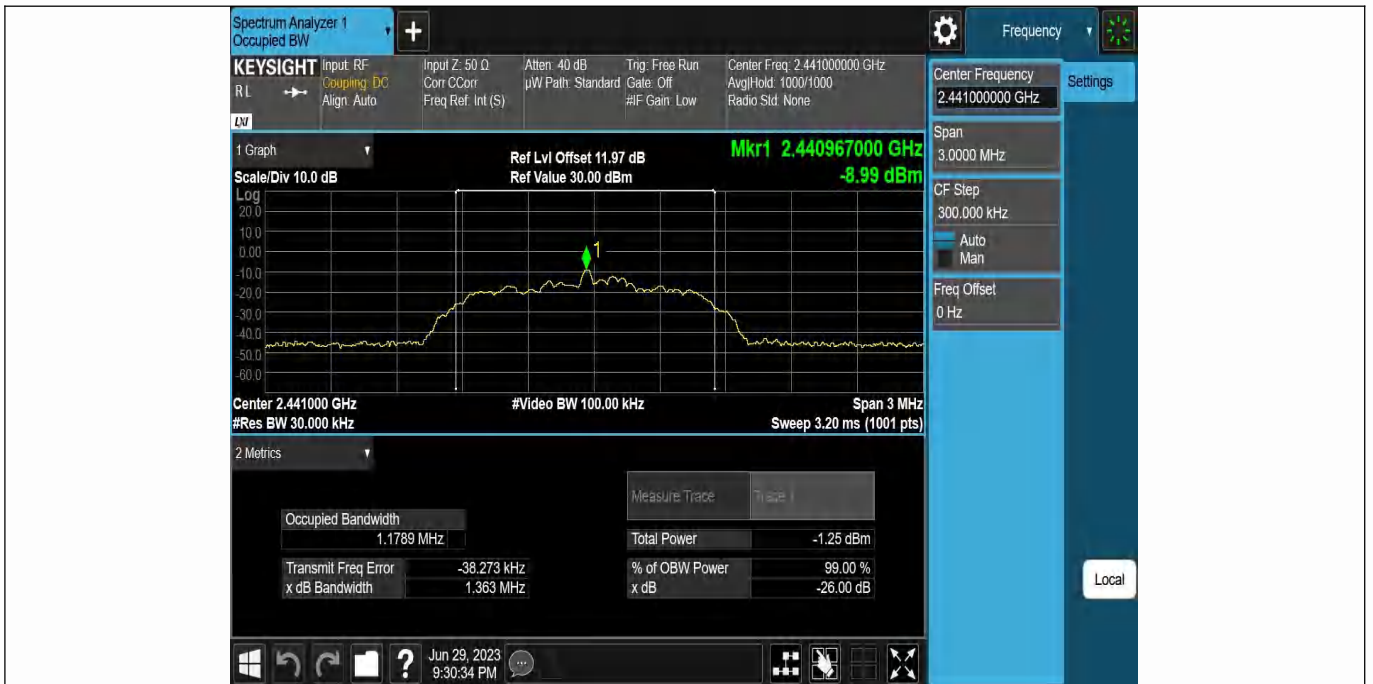 Spectrum Analyzer 1
Occupied BW
+
Frequency
KEYSIGHT
RL
LXI
Input: RF
Coupling: DC
Align: Auto
Input Z: 50 Ω
Corr CCorr
Freq Ref: Int (S)
Atten: 40 dB
µW Path: Standard
Trig: Free Run
Gate: Off
#IF Gain: Low
Center Freq: 2.441000000 GHz
Avg|Hold: 1000/1000
Radio Std: None
Center Frequency
2.441000000 GHz
Settings
Span
3.0000 MHz
CF Step
300.000 kHz
Auto
Man
Freq Offset
0 Hz
Local
1 Graph
Scale/Div 10.0 dB
Ref Lvl Offset 11.97 dB
Ref Value 30.00 dBm
Mkr1 2.440967000 GHz
-8.99 dBm
Log
20.0
10.0
0.00
-10.0
-20.0
-30.0
-40.0
-50.0
-60.0
1
Center 2.441000 GHz
#Res BW 30.000 kHz
#Video BW 100.00 kHz
Span 3 MHz
Sweep 3.20 ms (1001 pts)
2 Metrics
Measure Trace Trace 1
Occupied Bandwidth
1.1789 MHz
Total Power -1.25 dBm
Transmit Freq Error -38.273 kHz
% of OBW Power 99.00 %
x dB Bandwidth 1.363 MHz
x dB -26.00 dB
?
Jun 29, 2023
9:30:34 PM